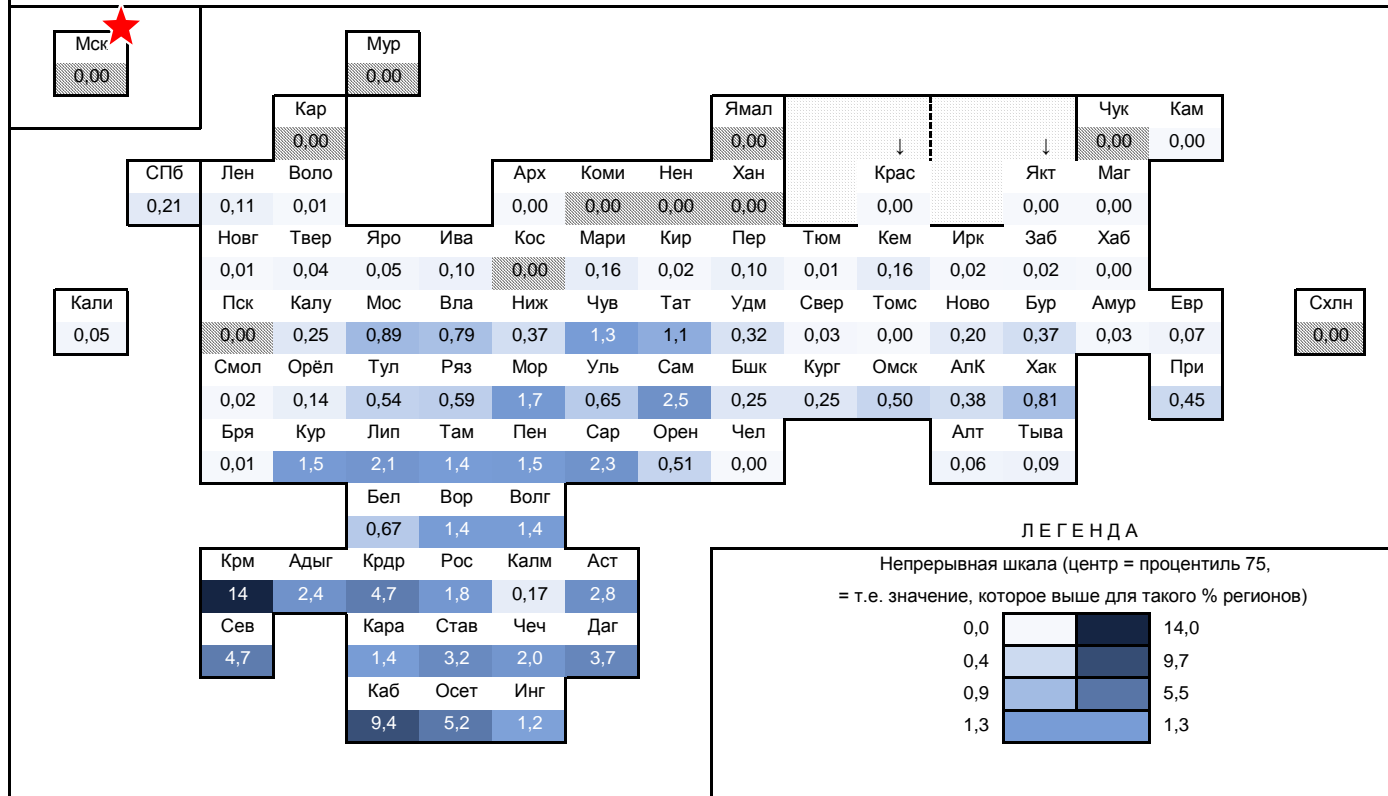 Мск Мур
0,00 0,00
Кар Ямал Чук Кам
0,00 0,00 ↓ ↓ 0,00 0,00
СПб Лен Воло Арх Коми Нен Хан Крас Якт Маг
0,21 0,11 0,01 0,00 0,00 0,00 0,00 0,00 0,00 0,00
Новг Твер Яро Ива Кос Мари Кир Пер Тюм Кем Ирк Заб Хаб
0,01 0,04 0,05 0,10 0,00 0,16 0,02 0,10 0,01 0,16 0,02 0,02 0,00
Кали Пск Калу Мос Вла Ниж Чув Тат Удм Свер Томс Ново Бур Амур Евр Схлн
0,05 0,00 0,25 0,89 0,79 0,37 1,3 1,1 0,32 0,03 0,00 0,20 0,37 0,03 0,07 0,00
Смол Орёл Тул Ряз Мор Уль Сам Бшк Кург Омск АлК Хак При
0,02 0,14 0,54 0,59 1,7 0,65 2,5 0,25 0,25 0,50 0,38 0,81 0,45
Бря Кур Лип Там Пен Сар Орен Чел Алт Тыва
0,01 1,5 2,1 1,4 1,5 2,3 0,51 0,00 0,06 0,09
Бел Вор Волг
0,67 1,4 1,4
Крм Адыг Крдр Рос Калм Аст
14 2,4 4,7 1,8 0,17 2,8
Сев Кара Став Чеч Даг
4,7 1,4 3,2 2,0 3,7
Каб Осет Инг
9,4 5,2 1,2
Л Е Г Е Н Д А
Непрерывная шкала (центр = процентиль 75,
= т.е. значение, которое выше для такого % регионов)
0,0 14,0
0,4 9,7
0,9 5,5
1,3 1,3